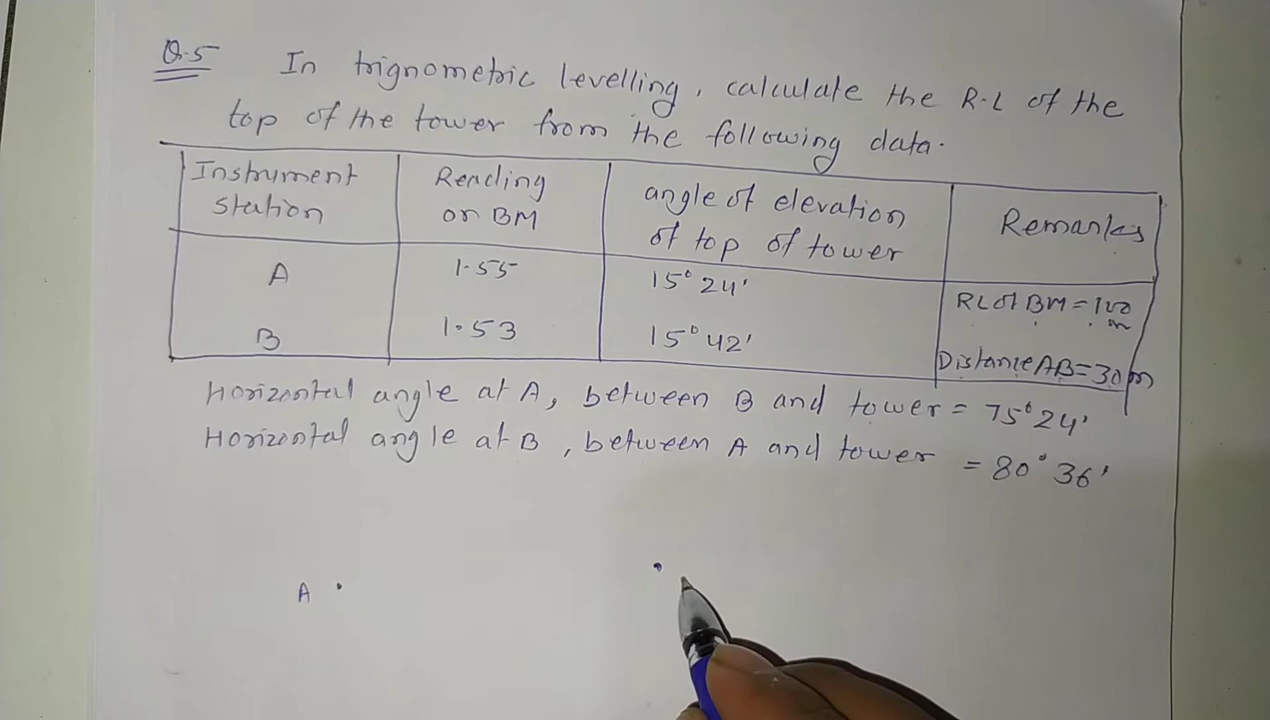 Q.5 In trignometric levelling, calculate the R.L of the
top of the tower from the following data.
Instrument station | Reading on BM | angle of elevation of top of tower | Remarks
A | 1.55 | 15° 24' | RL of BM = 100 m
B | 1.53 | 15° 42' | Distance AB = 30m
Horizontal angle at A, between B and tower = 75° 24'
Horizontal angle at B, between A and tower = 80° 36'
A